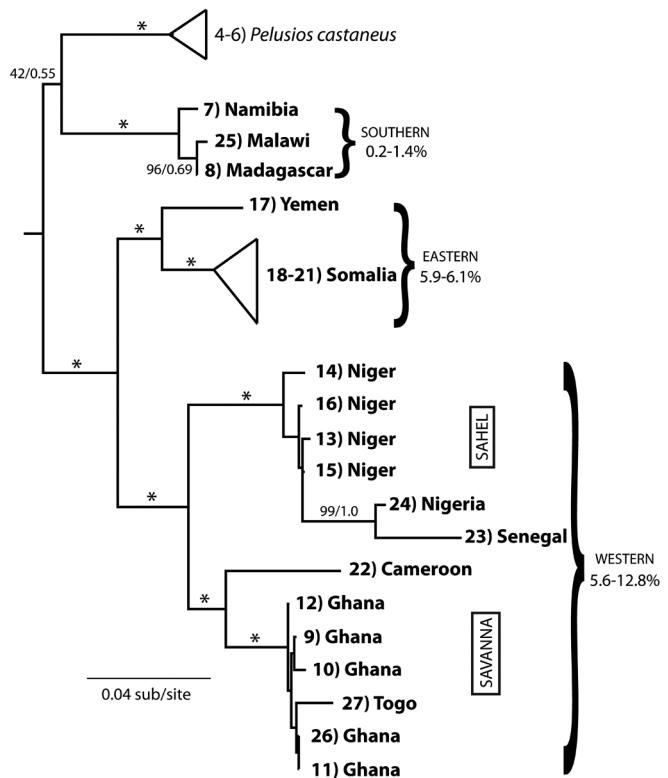 *
4-6) Pelusios castaneus
42/0.55
7) Namibia
*
25) Malawi
SOUTHERN
0.2-1.4%
96/0.69
8) Madagascar
17) Yemen
*
EASTERN
5.9-6.1%
*
18-21) Somalia
*
14) Niger
*
16) Niger
SAHEL
13) Niger
15) Niger
*
99/1.0
24) Nigeria
23) Senegal
WESTERN
5.6-12.8%
22) Cameroon
*
12) Ghana
*
9) Ghana
SAVANNA
10) Ghana
0.04 sub/site
27) Togo
26) Ghana
11) Ghana